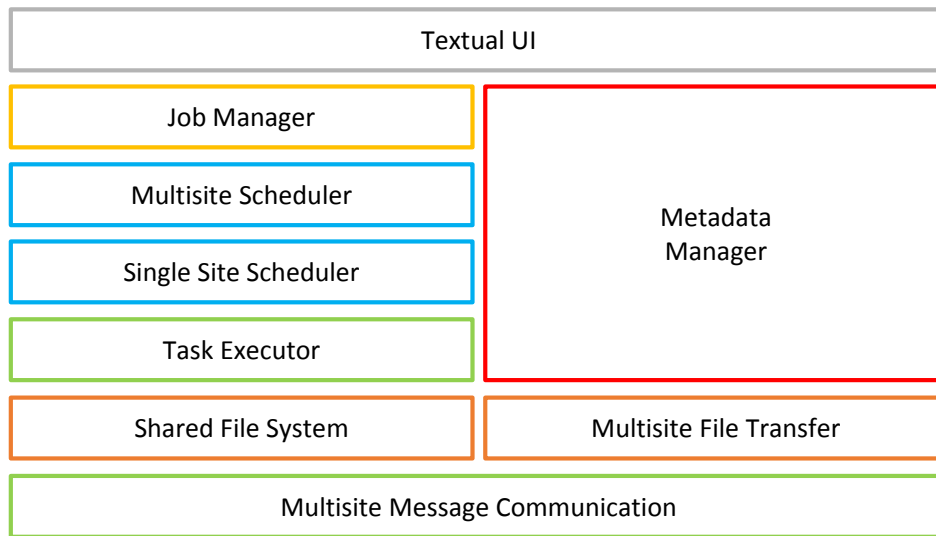 Textual UI
Job Manager
Multisite Scheduler
Single Site Scheduler
Task Executor
Metadata
Manager
Shared File System
Multisite File Transfer
Multisite Message Communication